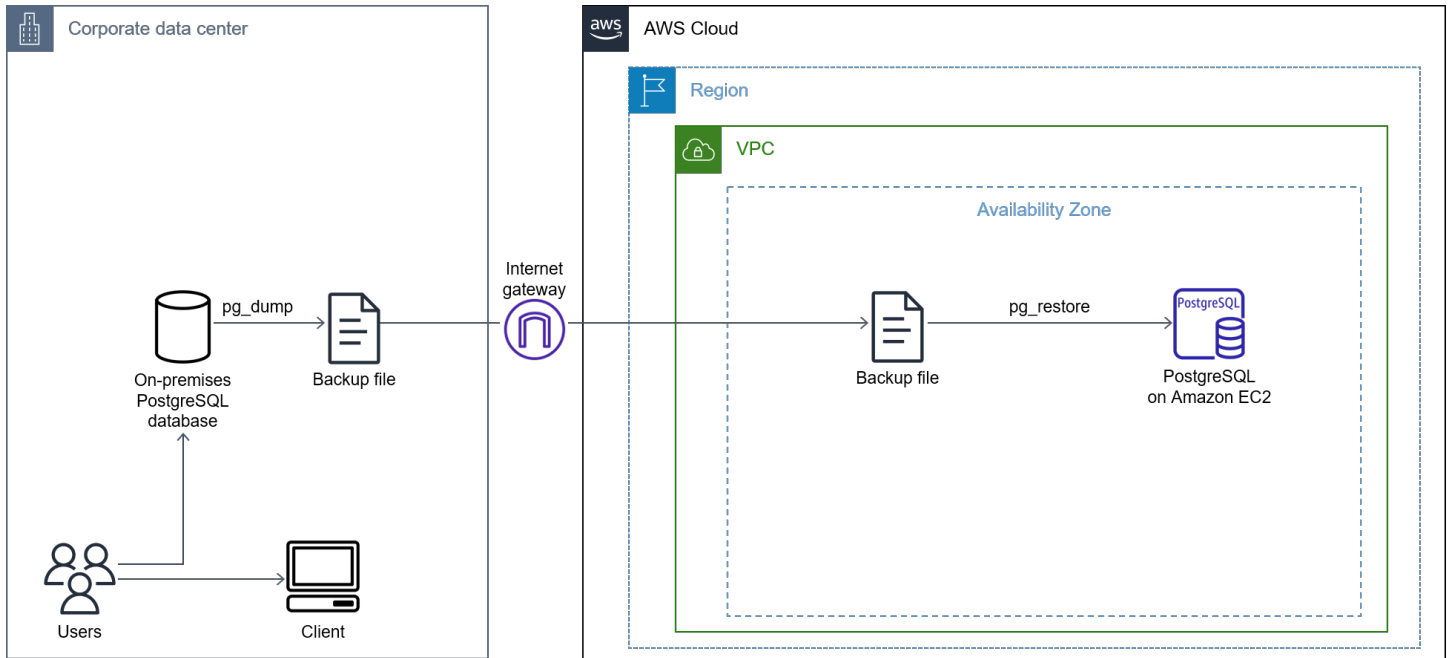 Corporate data center
aws
AWS Cloud
Region
VPC
Availability Zone
Internet
gateway
pg_dump
pg_restore
PostgreSQL
On-premises
PostgreSQL
database
Backup file
Backup file
PostgreSQL
on Amazon EC2
Users
Client